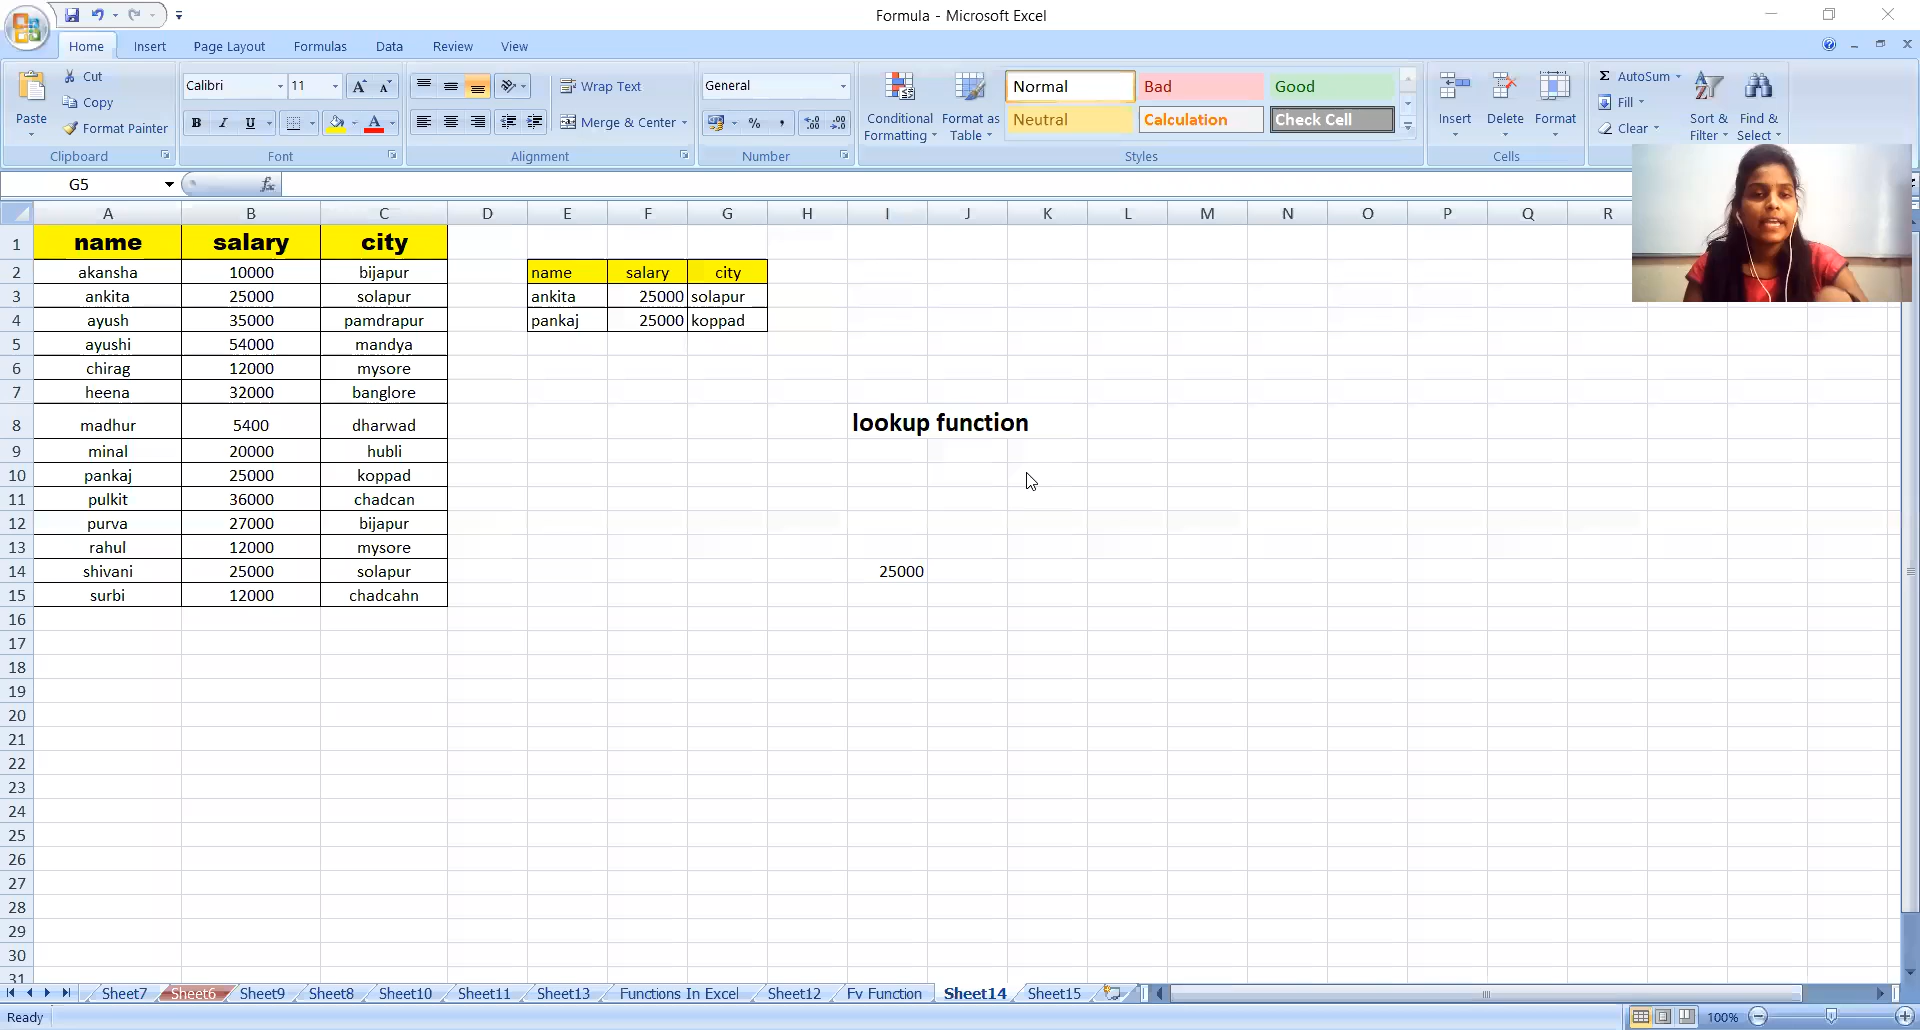 Formula - Microsoft Excel
Home Insert Page Layout Formulas Data Review View
Cut
Copy
Format Painter
Paste
Clipboard
Calibri 11
B I U
Font
Wrap Text
Merge & Center
Alignment
General
% ,
Number
Conditional Formatting
Format as Table
Normal Bad Good
Neutral Calculation Check Cell
Styles
Insert Delete Format
Cells
Σ AutoSum
Fill
Clear
Sort & Filter
Find & Select
G5 fx
A B C D E F G H I J K L M N O P Q R
1 name salary city
2 akansha 10000 bijapur name salary city
3 ankita 25000 solapur ankita 25000 solapur
4 ayush 35000 pamdrapur pankaj 25000 koppad
5 ayushi 54000 mandya
6 chirag 12000 mysore
7 heena 32000 banglore
8 madhur 5400 dharwad lookup function
9 minal 20000 hubli
10 pankaj 25000 koppad
11 pulkit 36000 chadcan
12 purva 27000 bijapur
13 rahul 12000 mysore
14 shivani 25000 solapur 25000
15 surbi 12000 chadcahn
16
17
18
19
20
21
22
23
24
25
26
27
28
29
30
31
Sheet7 Sheet6 Sheet9 Sheet8 Sheet10 Sheet11 Sheet13 Functions In Excel Sheet12 Fv Function Sheet14 Sheet15
Ready 100%